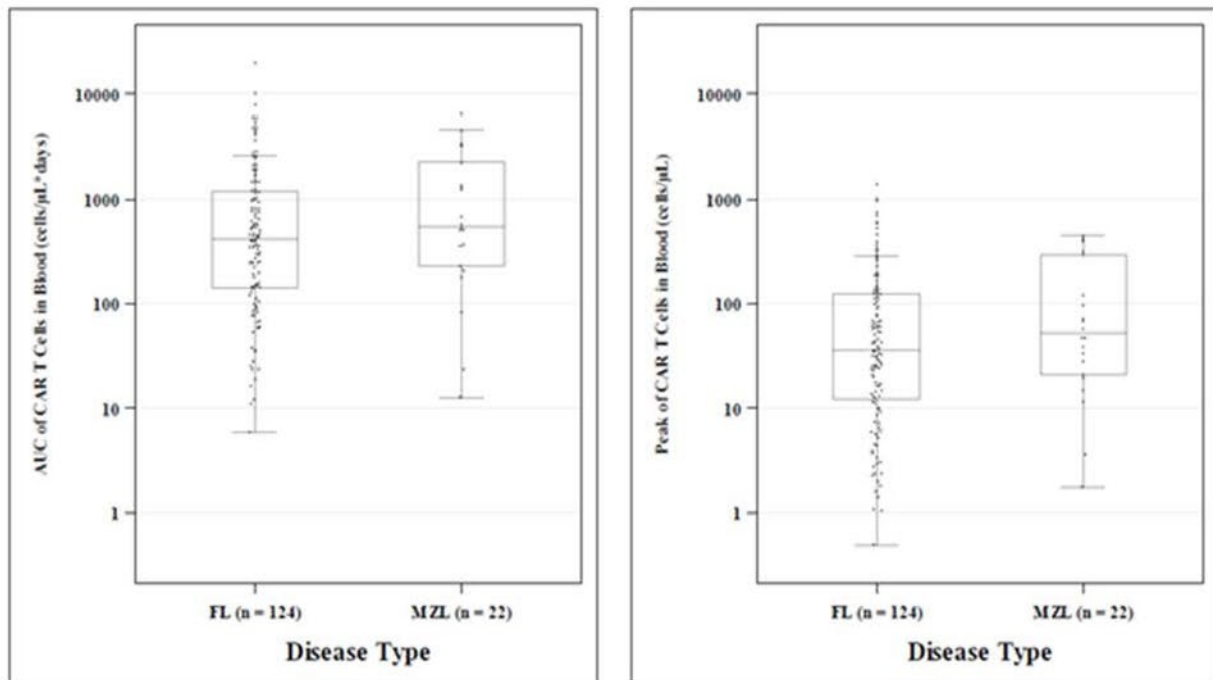 AUC of CAR T Cells in Blood (cells/µL*days)
10000
1000
100
10
1
FL (n = 124)
MZL (n = 22)
Disease Type
Peak of CAR T Cells in Blood (cells/µL)
10000
1000
100
10
1
FL (n = 124)
MZL (n = 22)
Disease Type